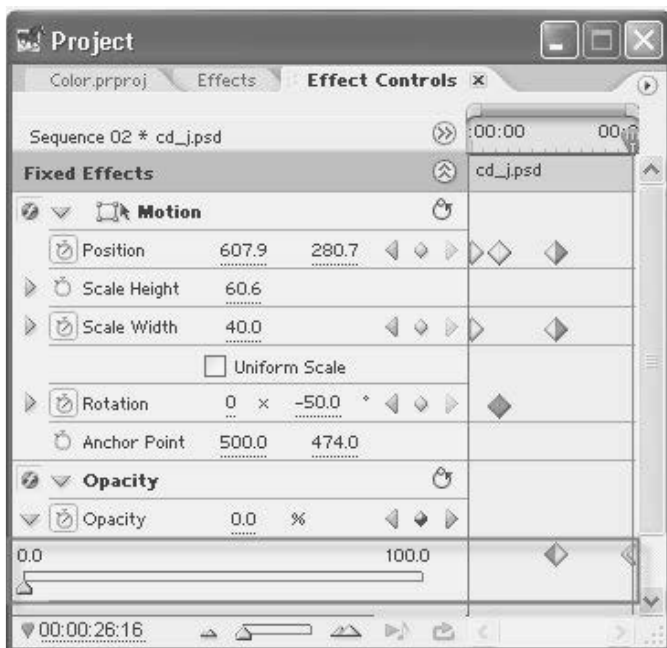 Project
Color.prproj Effects Effect Controls
Sequence 02 * cd_j.psd :00:00 00
Fixed Effects cd_j.psd
Motion
Position 607.9 280.7
Scale Height 60.6
Scale Width 40.0
Uniform Scale
Rotation 0 × -50.0 °
Anchor Point 500.0 474.0
Opacity
Opacity 0.0 %
0.0 100.0
00:00:26:16